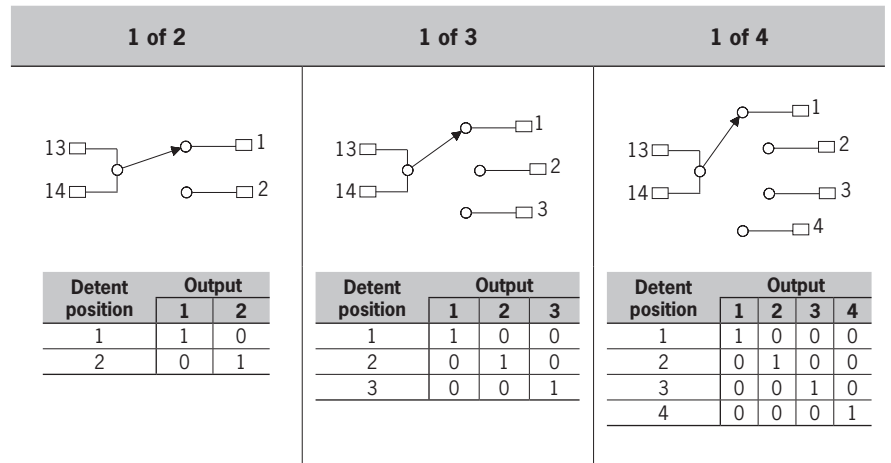 1 of 2
1 of 3
1 of 4
13
14
1
2
13
14
1
2
3
13
14
1
2
3
4
Detent position Output
1 2
1 1 0
2 0 1
Detent position Output
1 2 3
1 1 0 0
2 0 1 0
3 0 0 1
Detent position Output
1 2 3 4
1 1 0 0 0
2 0 1 0 0
3 0 0 1 0
4 0 0 0 1